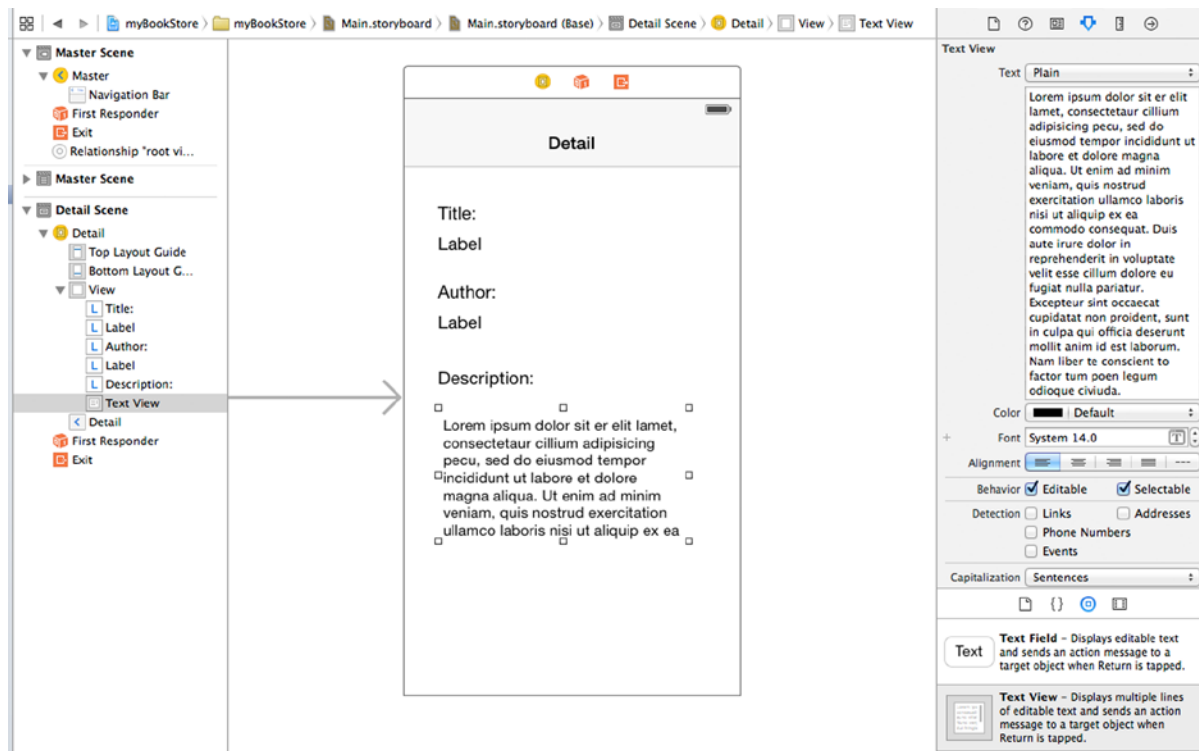 myBookStore myBookStore Main.storyboard Main.storyboard (Base) Detail Scene Detail View Text View
Master Scene
Master
Navigation Bar
First Responder
Exit
Relationship "root vi...
Master Scene
Detail Scene
Detail
Top Layout Guide
Bottom Layout G...
View
L Title:
L Label
L Author:
L Label
L Description:
Text View
Detail
First Responder
Exit
Detail
Title:
Label
Author:
Label
Description:
Lorem ipsum dolor sit er elit lamet,
consectetaur cillium adipisicing
pecu, sed do eiusmod tempor
incididunt ut labore et dolore
magna aliqua. Ut enim ad minim
veniam, quis nostrud exercitation
ullamco laboris nisi ut aliquip ex ea
Text View
Text Plain
Lorem ipsum dolor sit er elit
lamet, consectetaur cillium
adipisicing pecu, sed do
eiusmod tempor incididunt ut
labore et dolore magna
aliqua. Ut enim ad minim
veniam, quis nostrud
exercitation ullamco laboris
nisi ut aliquip ex ea
commodo consequat. Duis
aute irure dolor in
reprehenderit in voluptate
velit esse cillum dolore eu
fugiat nulla pariatur.
Excepteur sint occaecat
cupidatat non proident, sunt
in culpa qui officia deserunt
mollit anim id est laborum.
Nam liber te conscient to
factor tum poen legum
odioque civiuda.
Color Default
+ Font System 14.0 T
Alignment ---
Behavior Editable Selectable
Detection Links Addresses
Phone Numbers
Events
Capitalization Sentences
{}
Text
Text Field - Displays editable text
and sends an action message to a
target object when Return is tapped.
Text View - Displays multiple lines
of editable text and sends an action
message to a target object when
Return is tapped.